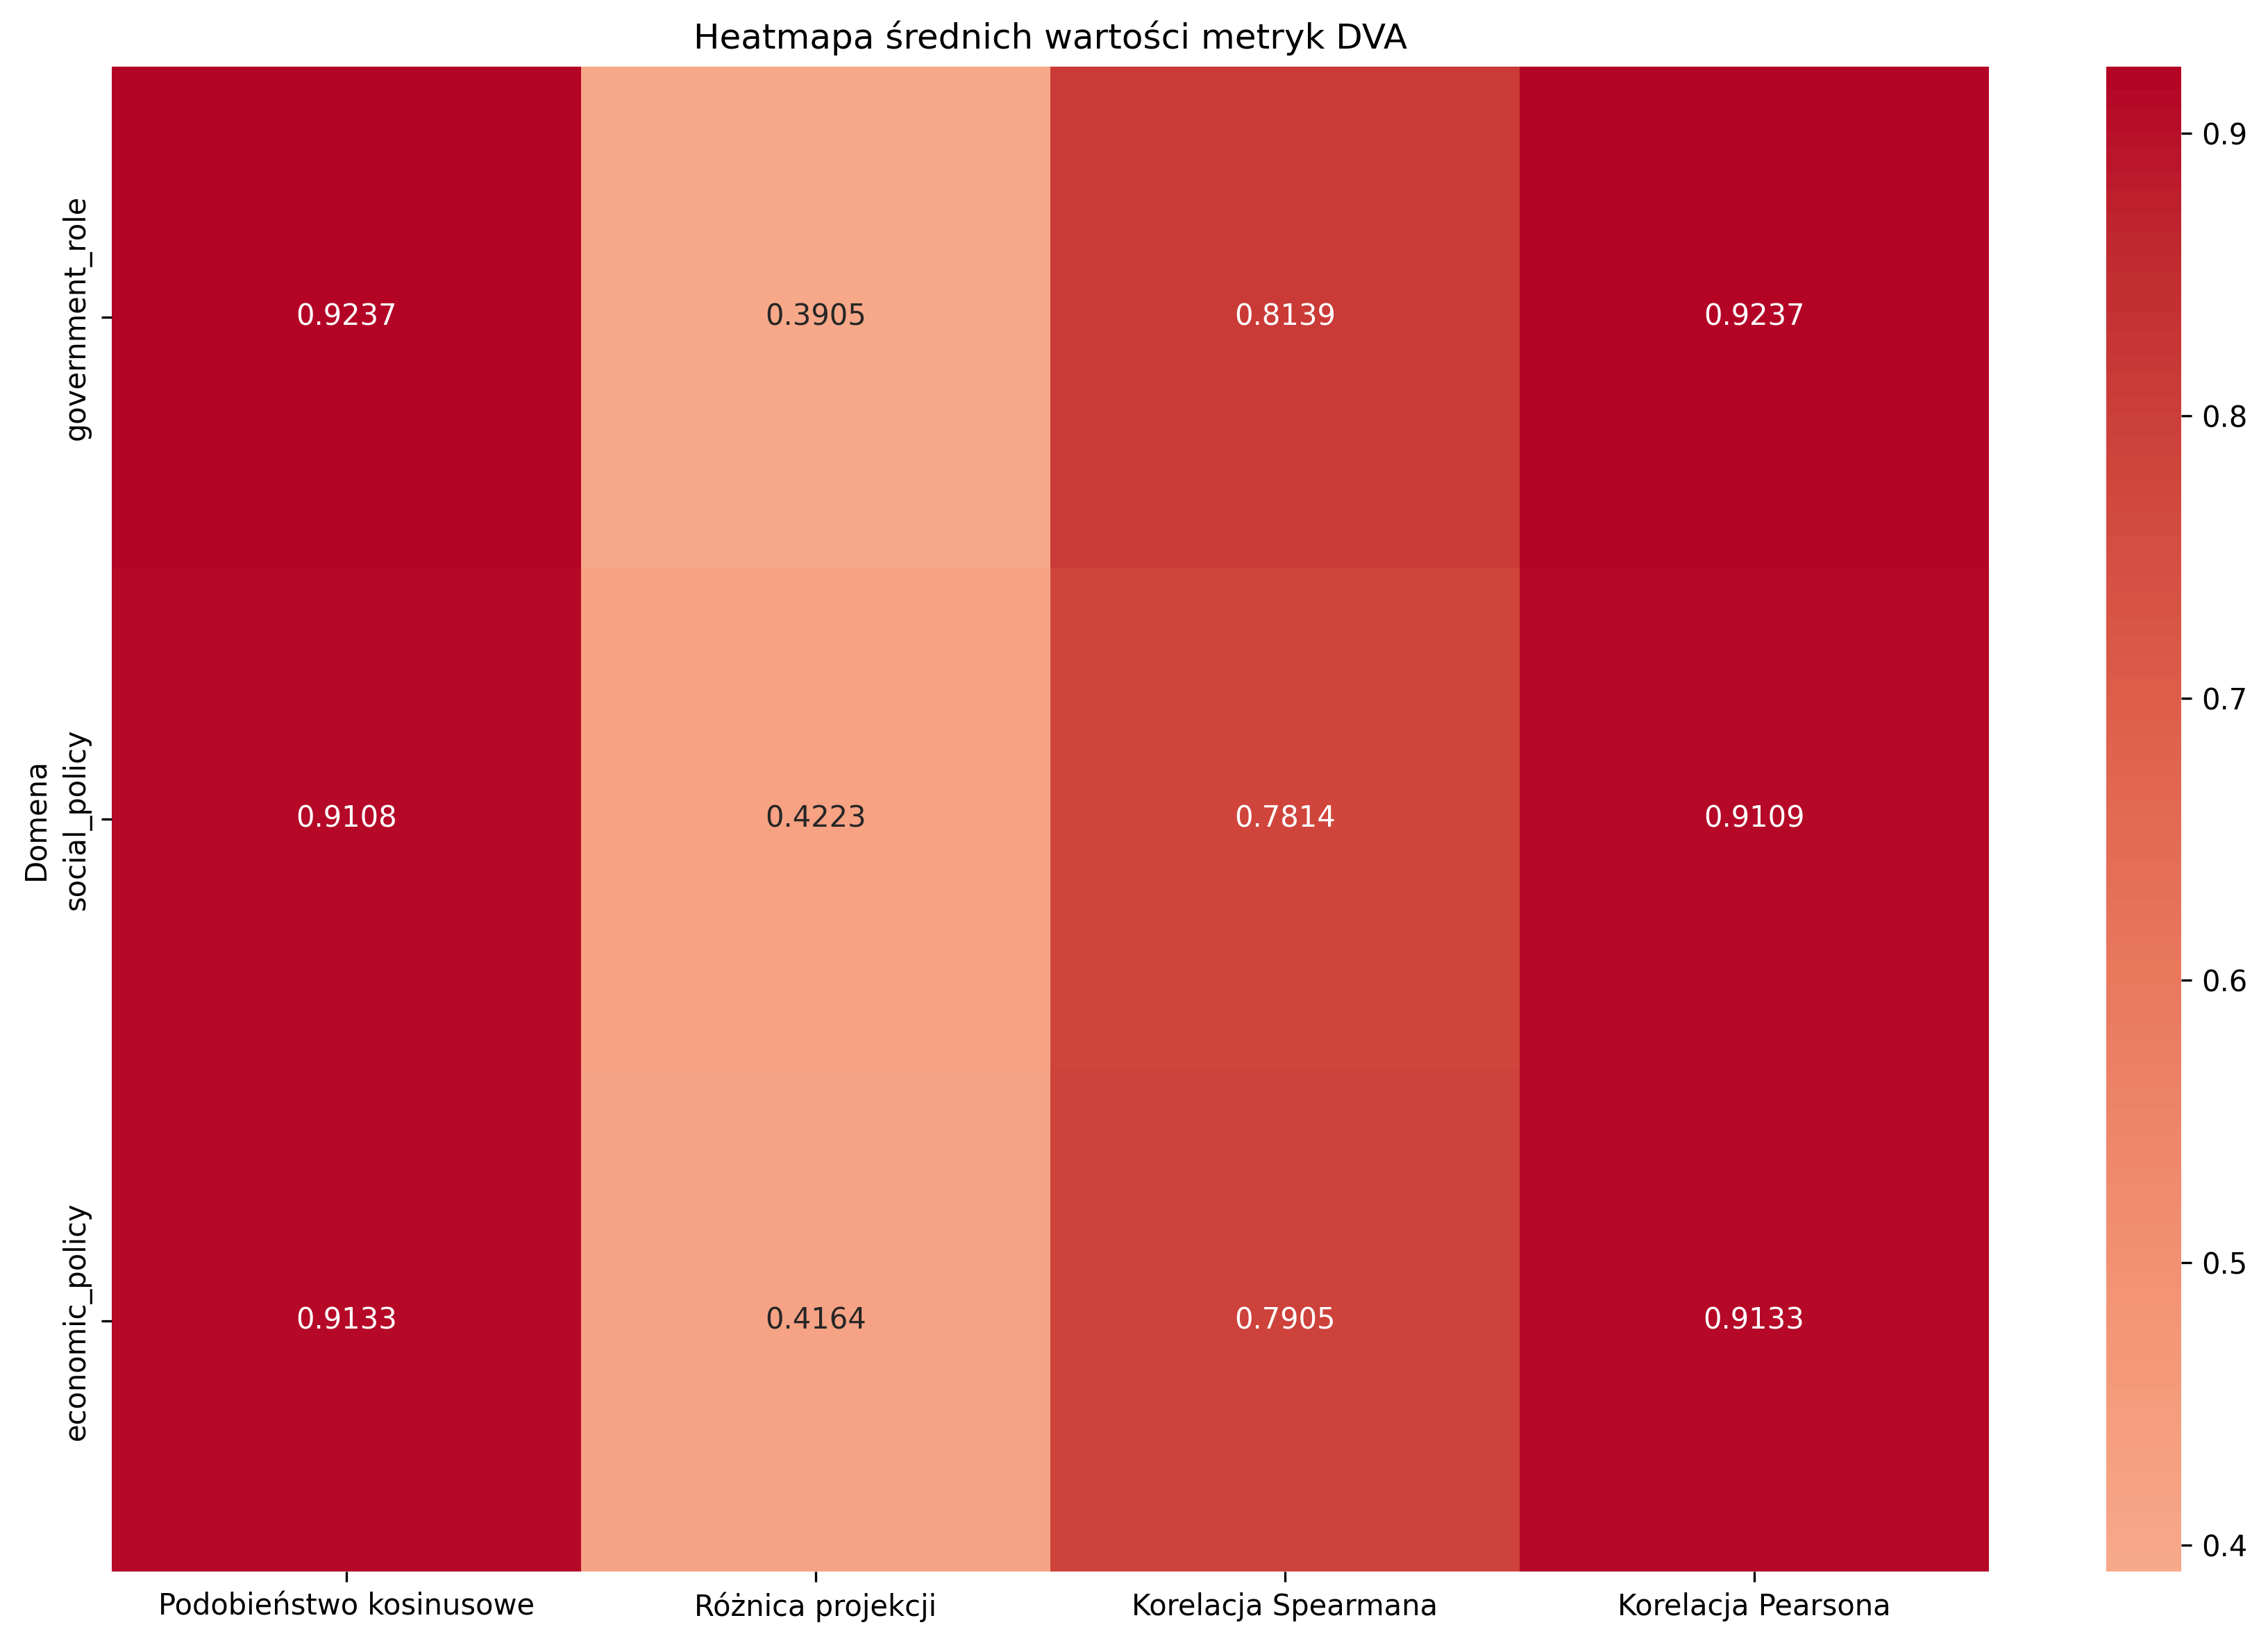 Heatmapa średnich wartości metryk DVA
Domena
government_role
0.9237 0.3905 0.8139 0.9237
social_policy
0.9108 0.4223 0.7814 0.9109
economic_policy
0.9133 0.4164 0.7905 0.9133
Podobieństwo kosinusowe Różnica projekcji Korelacja Spearmana Korelacja Pearsona
0.9
0.8
0.7
0.6
0.5
0.4